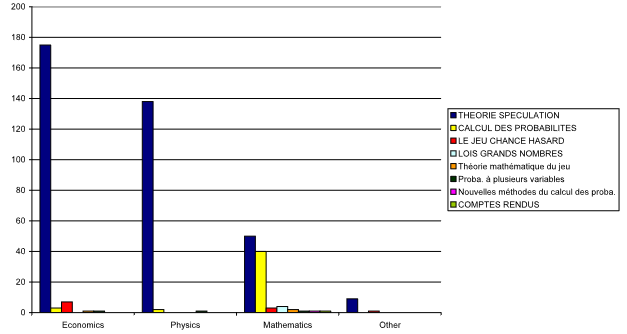 200
180
160
140
120
100
80
60
40
20
0
Economics Physics Mathematics Other
THEORIE SPECULATION
CALCUL DES PROBABILITES
LE JEU CHANCE HASARD
LOIS GRANDS NOMBRES
Théorie mathématique du jeu
Proba. à plusieurs variables
Nouvelles méthodes du calcul des proba.
COMPTES RENDUS